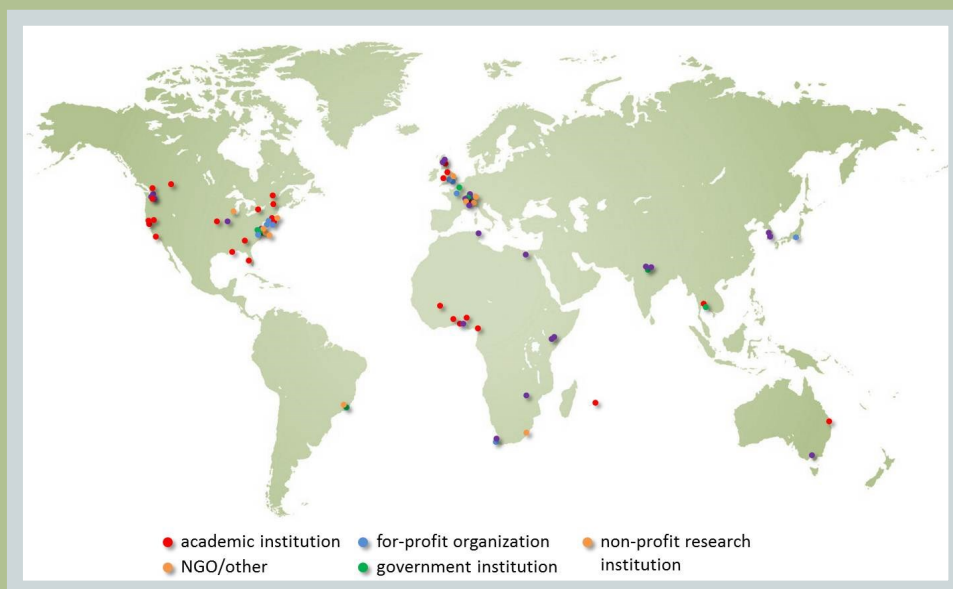 academic institution
for-profit organization
non-profit research
institution
NGO/other
government institution